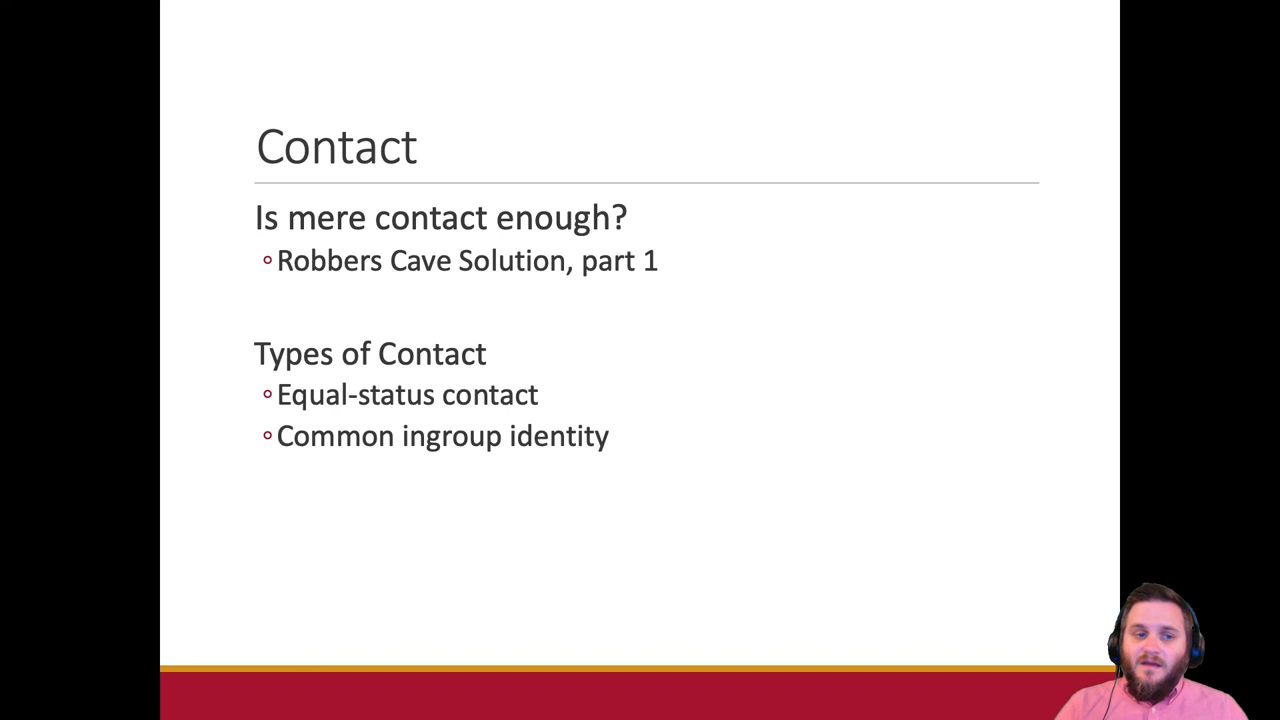 Contact
Is mere contact enough?
◦Robbers Cave Solution, part 1
Types of Contact
◦Equal-status contact
◦Common ingroup identity